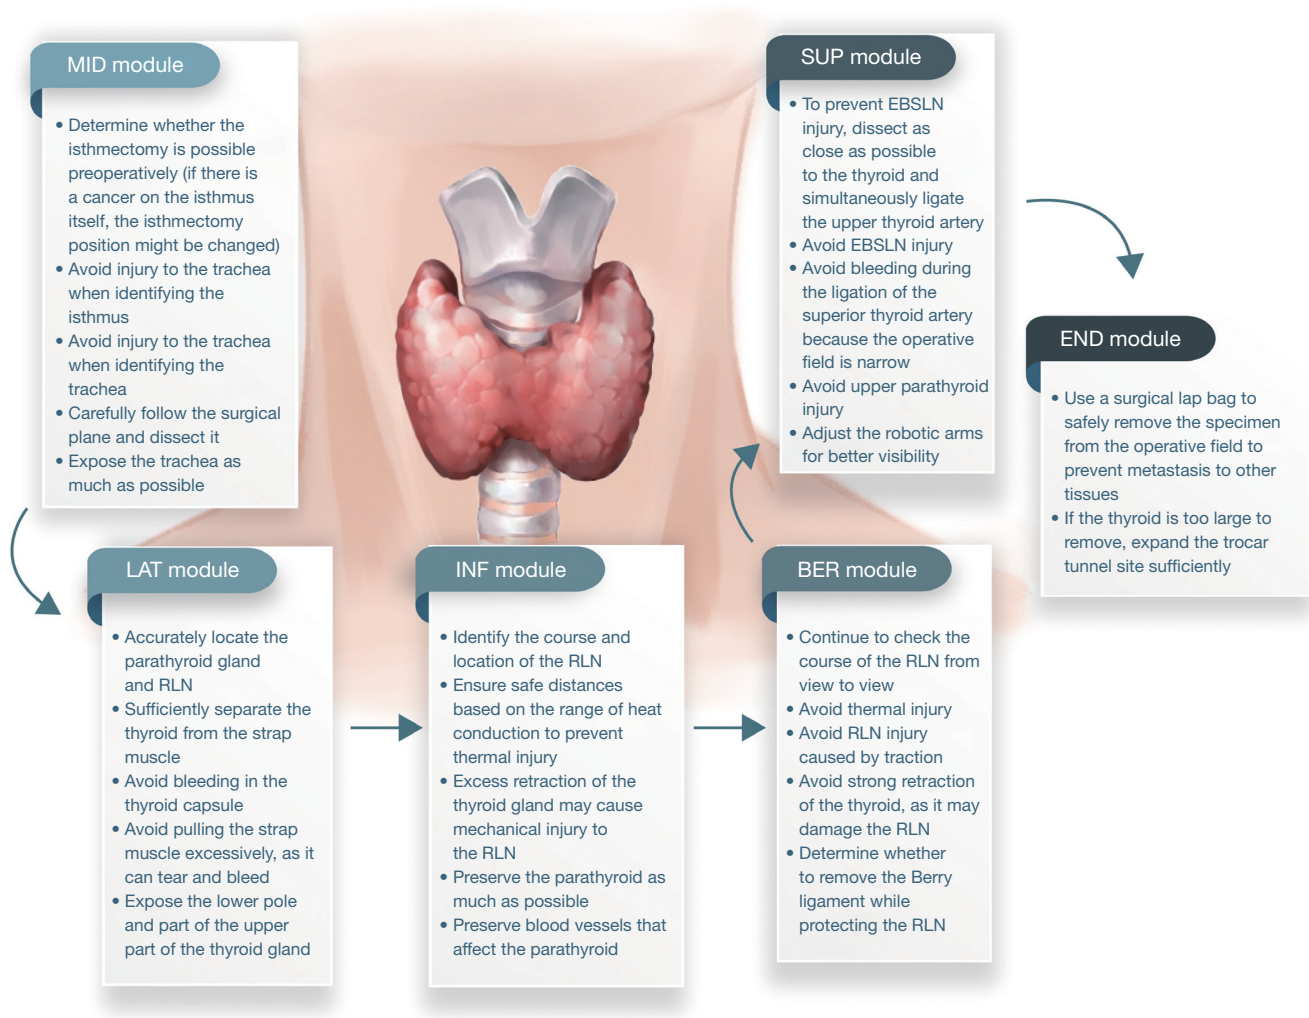 MID module
• Determine whether the
isthmectomy is possible
preoperatively (if there is
a cancer on the isthmus
itself, the isthmectomy
position might be changed)
• Avoid injury to the trachea
when identifying the
isthmus
• Avoid injury to the trachea
when identifying the
trachea
• Carefully follow the surgical
plane and dissect it
• Expose the trachea as
much as possible
LAT module
• Accurately locate the
parathyroid gland
and RLN
• Sufficiently separate the
thyroid from the strap
muscle
• Avoid bleeding in the
thyroid capsule
• Avoid pulling the strap
muscle excessively, as it
can tear and bleed
• Expose the lower pole
and part of the upper
part of the thyroid gland
INF module
• Identify the course and
location of the RLN
• Ensure safe distances
based on the range of heat
conduction to prevent
thermal injury
• Excess retraction of the
thyroid gland may cause
mechanical injury to
the RLN
• Preserve the parathyroid as
much as possible
• Preserve blood vessels that
affect the parathyroid
BER module
• Continue to check the
course of the RLN from
view to view
• Avoid thermal injury
• Avoid RLN injury
caused by traction
• Avoid strong retraction
of the thyroid, as it may
damage the RLN
• Determine whether
to remove the Berry
ligament while
protecting the RLN
SUP module
• To prevent EBSLN
injury, dissect as
close as possible
to the thyroid and
simultaneously ligate
the upper thyroid artery
• Avoid EBSLN injury
• Avoid bleeding during
the ligation of the
superior thyroid artery
because the operative
field is narrow
• Avoid upper parathyroid
injury
• Adjust the robotic arms
for better visibility
END module
• Use a surgical lap bag to
safely remove the specimen
from the operative field to
prevent metastasis to other
tissues
• If the thyroid is too large to
remove, expand the trocar
tunnel site sufficiently